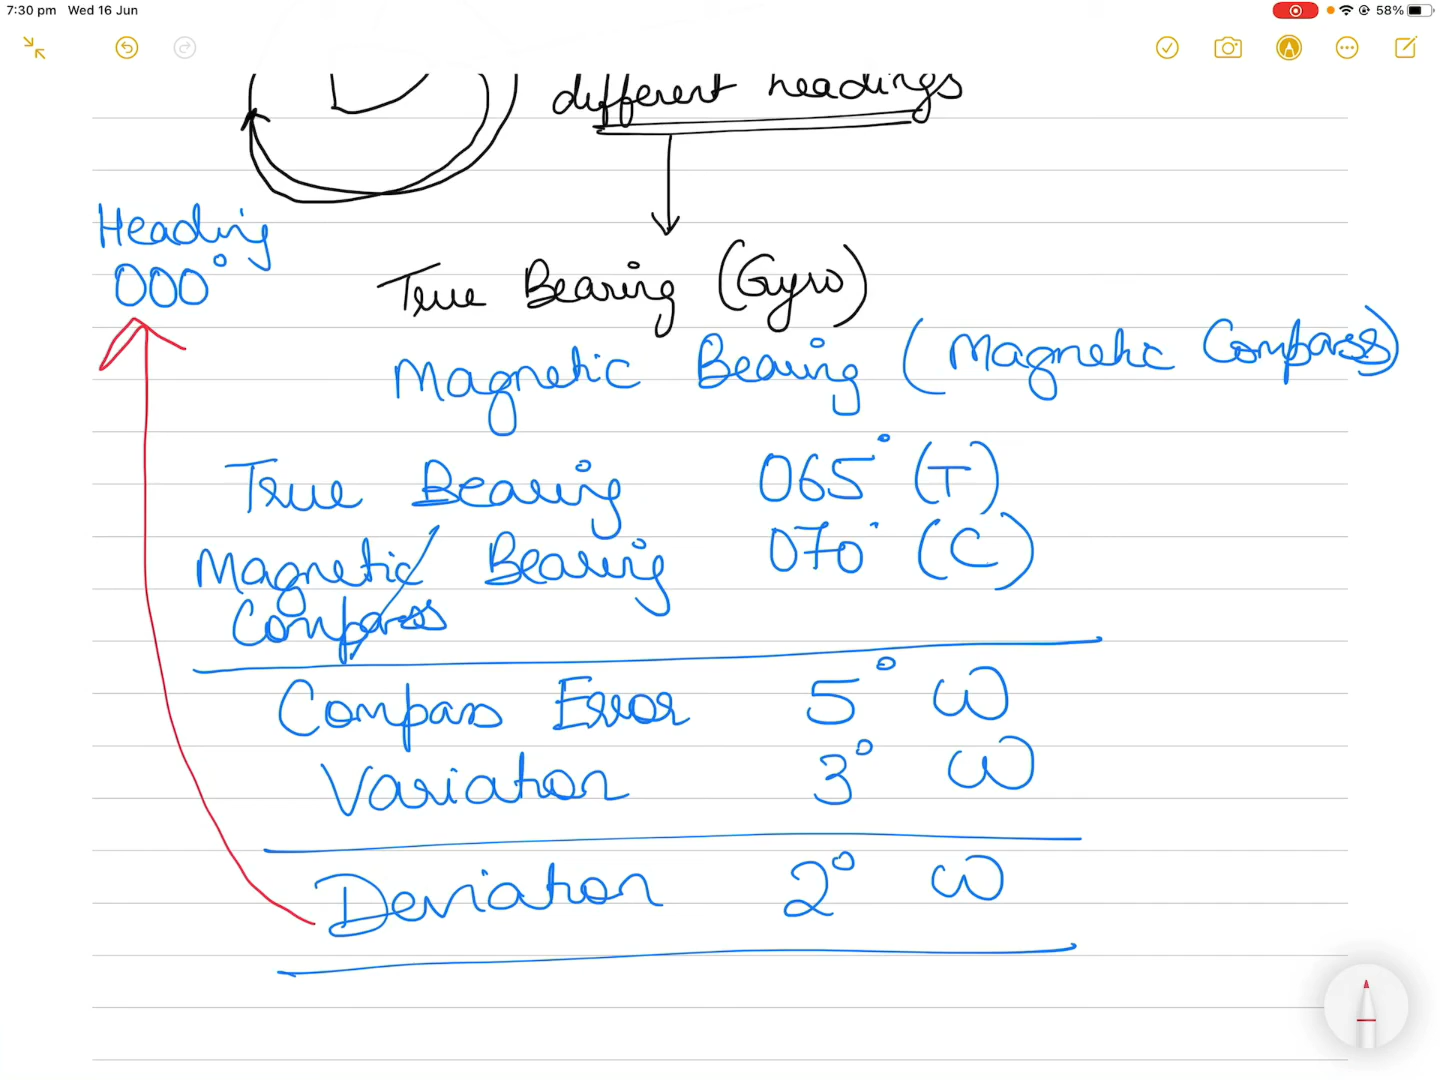 7:30 pm Wed 16 Jun 58%
different headings
Heading
000°
True Bearing (Gyro)
Magnetic Bearing (Magnetic Compass)
True Bearing 065° (T)
Magnetic Bearing 070° (C)
Compass
Compass Error 5° W
Variation 3° W
Deviation 2° W